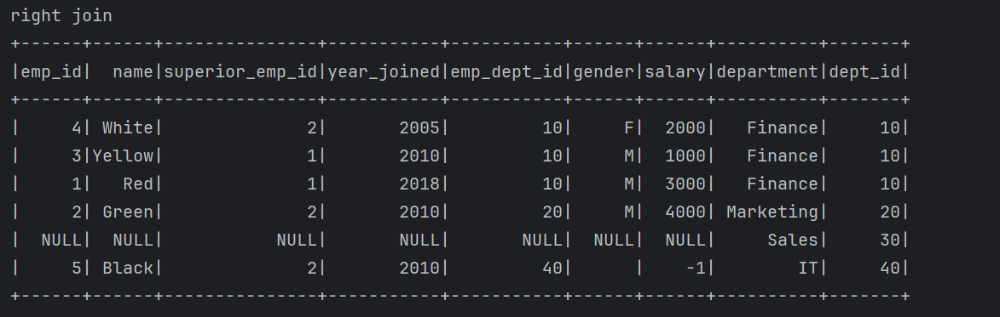 right join
+------+------+---------------+-----------+-----------+------+------+----------+-------+
|emp_id|  name|superior_emp_id|year_joined|emp_dept_id|gender|salary|department|dept_id|
+------+------+---------------+-----------+-----------+------+------+----------+-------+
|     4| White|              2|       2005|         10|     F|  2000|   Finance|     10|
|     3|Yellow|              1|       2010|         10|     M|  1000|   Finance|     10|
|     1|   Red|              1|       2018|         10|     M|  3000|   Finance|     10|
|     2| Green|              2|       2010|         20|     M|  4000| Marketing|     20|
|  NULL|  NULL|           NULL|       NULL|       NULL|  NULL|  NULL|     Sales|     30|
|     5| Black|              2|       2010|         40|      |    -1|        IT|     40|
+------+------+---------------+-----------+-----------+------+------+----------+-------+